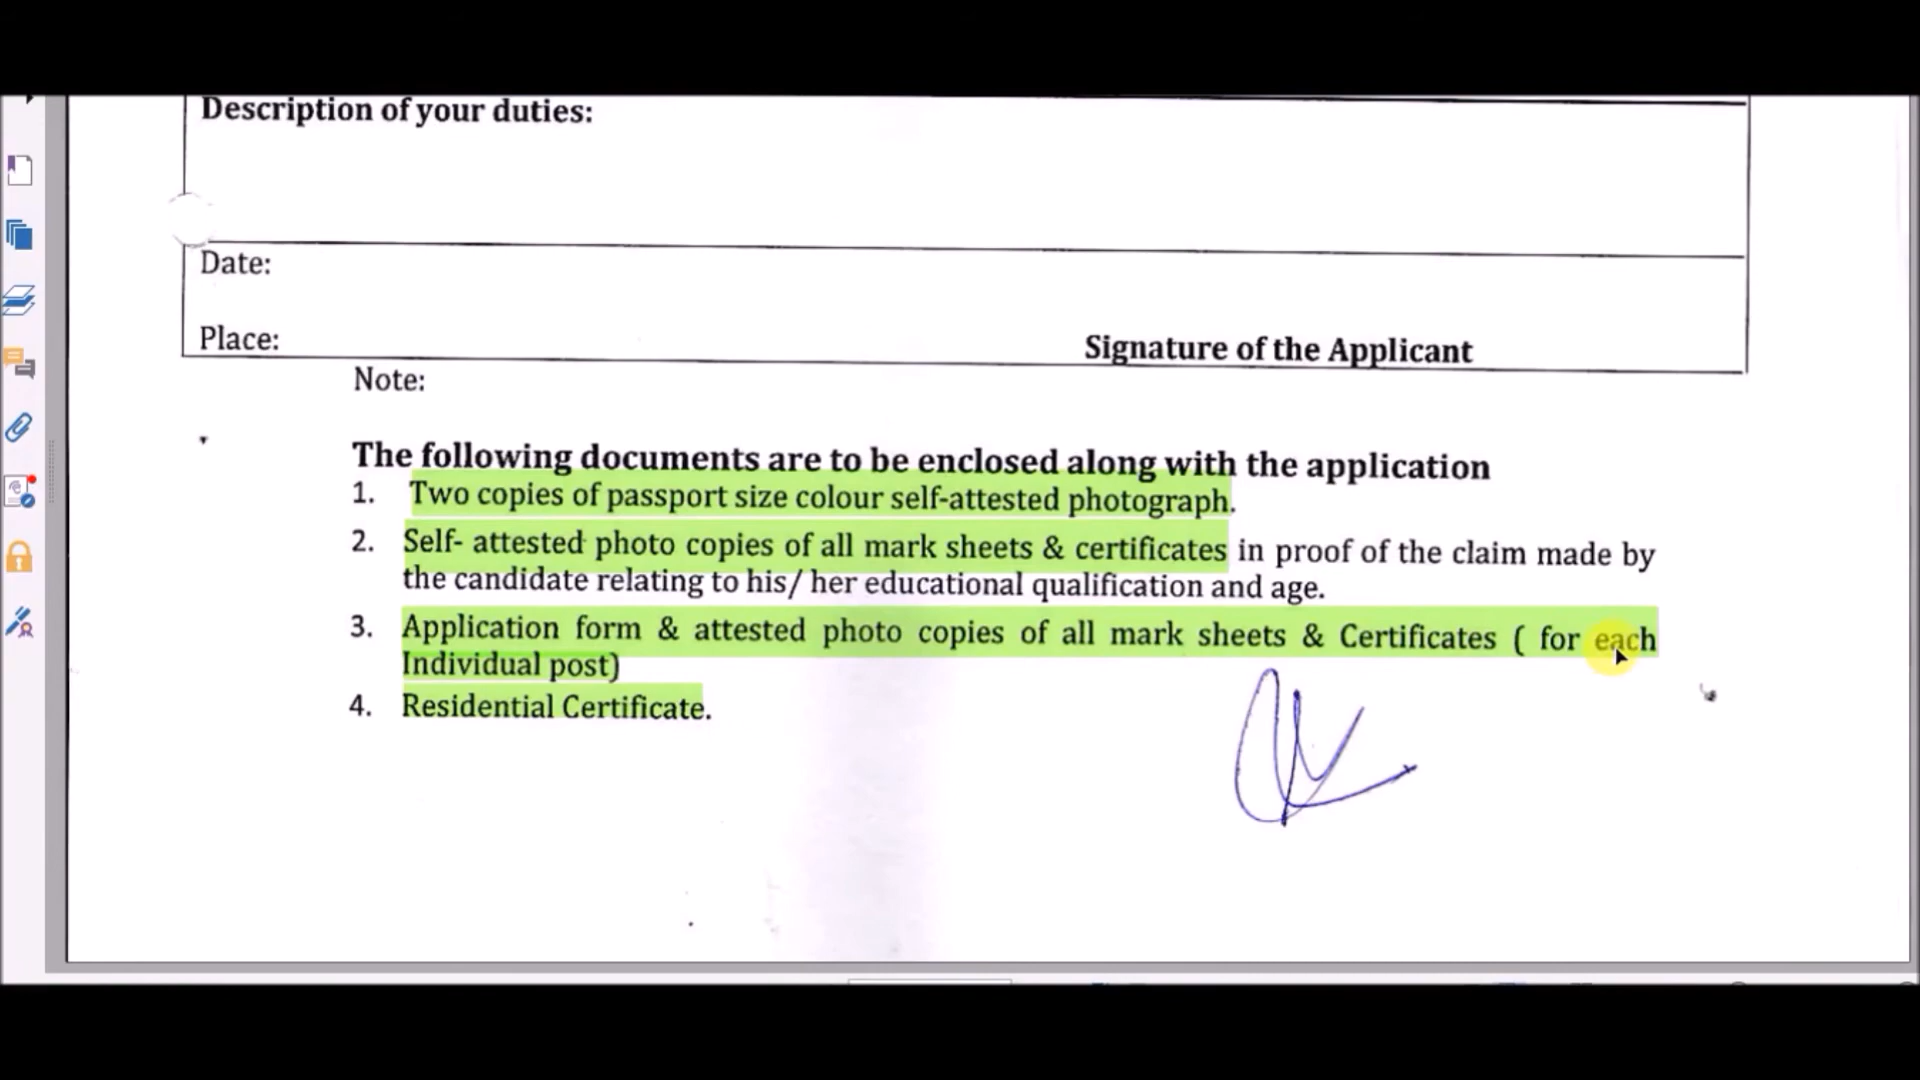 Description of your duties:
Date:
Place:
Signature of the Applicant
Note:
The following documents are to be enclosed along with the application
1. Two copies of passport size colour self-attested photograph.
2. Self- attested photo copies of all mark sheets & certificates in proof of the claim made by
the candidate relating to his/ her educational qualification and age.
3. Application form & attested photo copies of all mark sheets & Certificates ( for each
Individual post)
4. Residential Certificate.